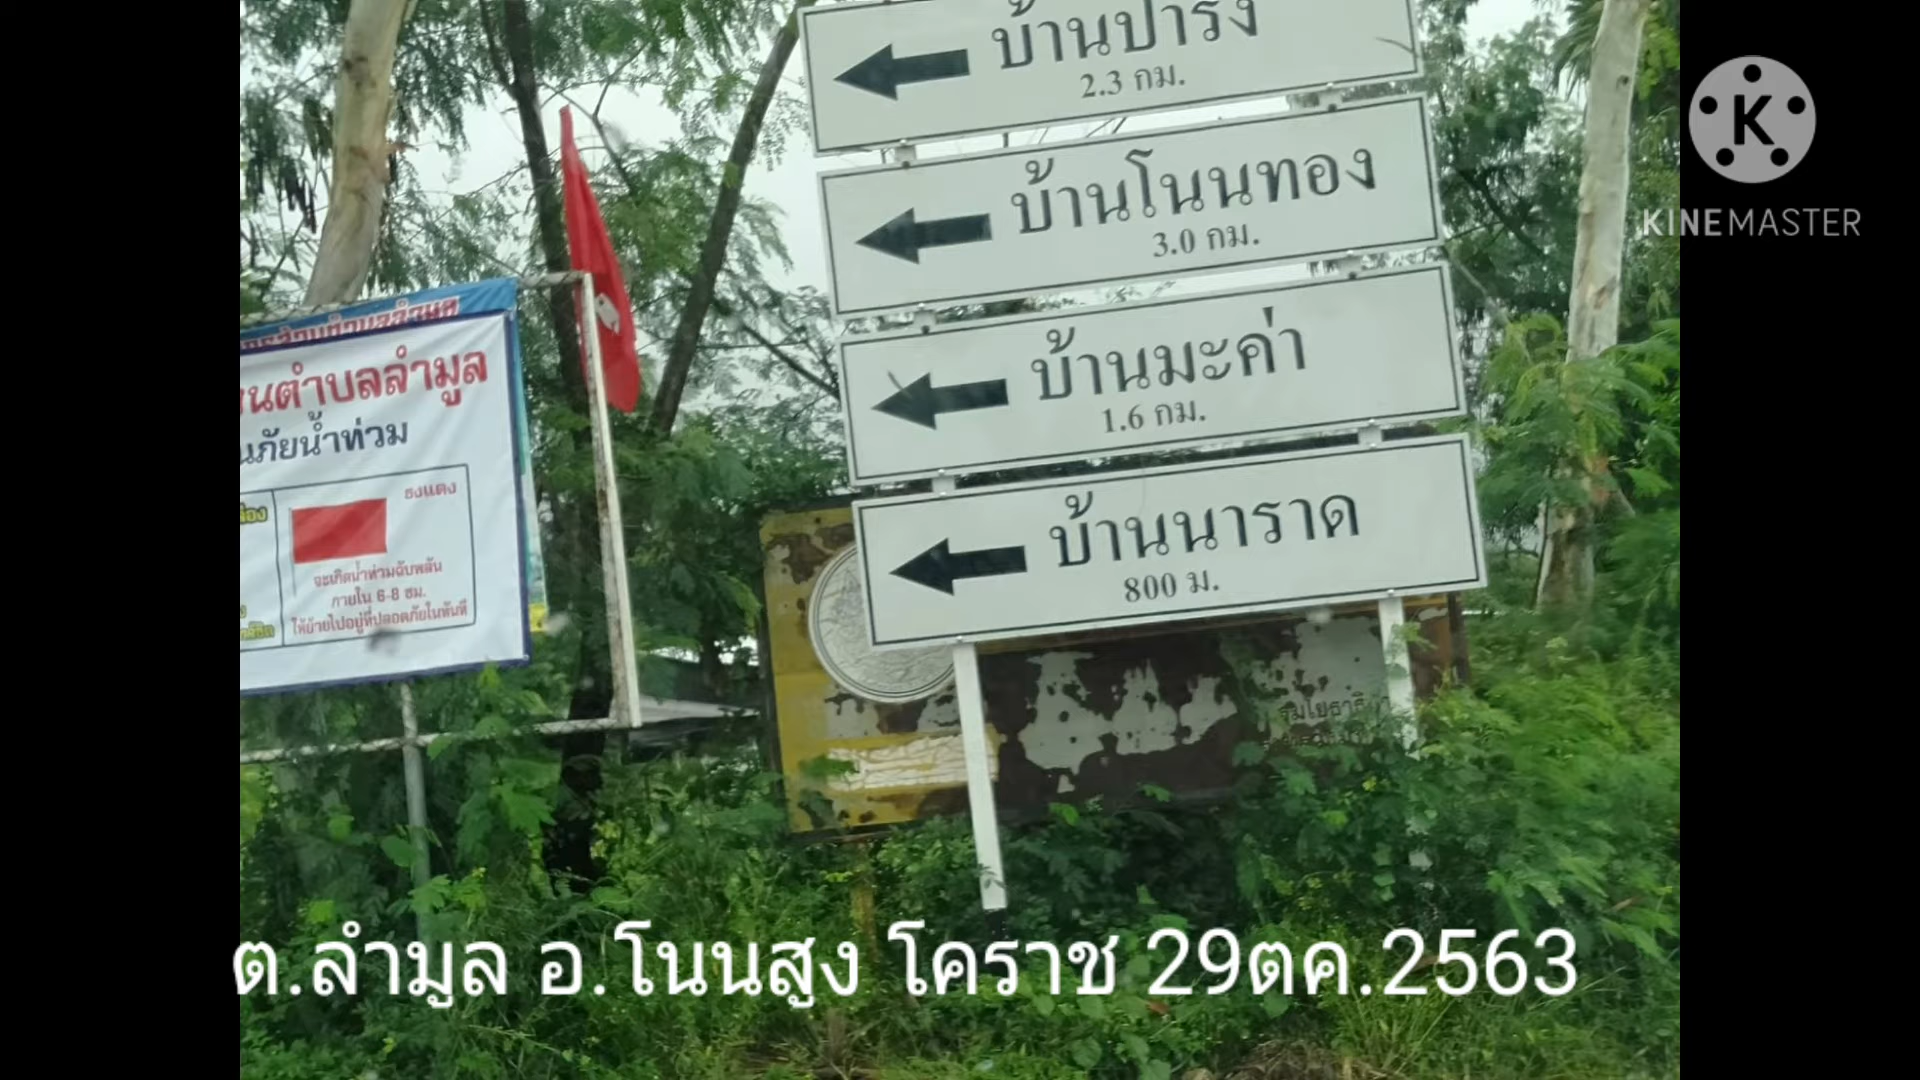 บ้านปารัง
2.3 กม.
บ้านโนนทอง
3.0 กม.
บ้านมะค่า
1.6 กม.
บ้านนาราด
800 ม.
ตำบลลำมูล
ภัยน้ำท่วม
ธงแดง
จะเกิดน้ำท่วมฉับพลัน
ภายใน 6-8 ชม.
ให้ย้ายไปอยู่ที่ปลอดภัยในทันที
KINEMASTER
ต.ลำมูล อ.โนนสูง โคราช 29ตค.2563